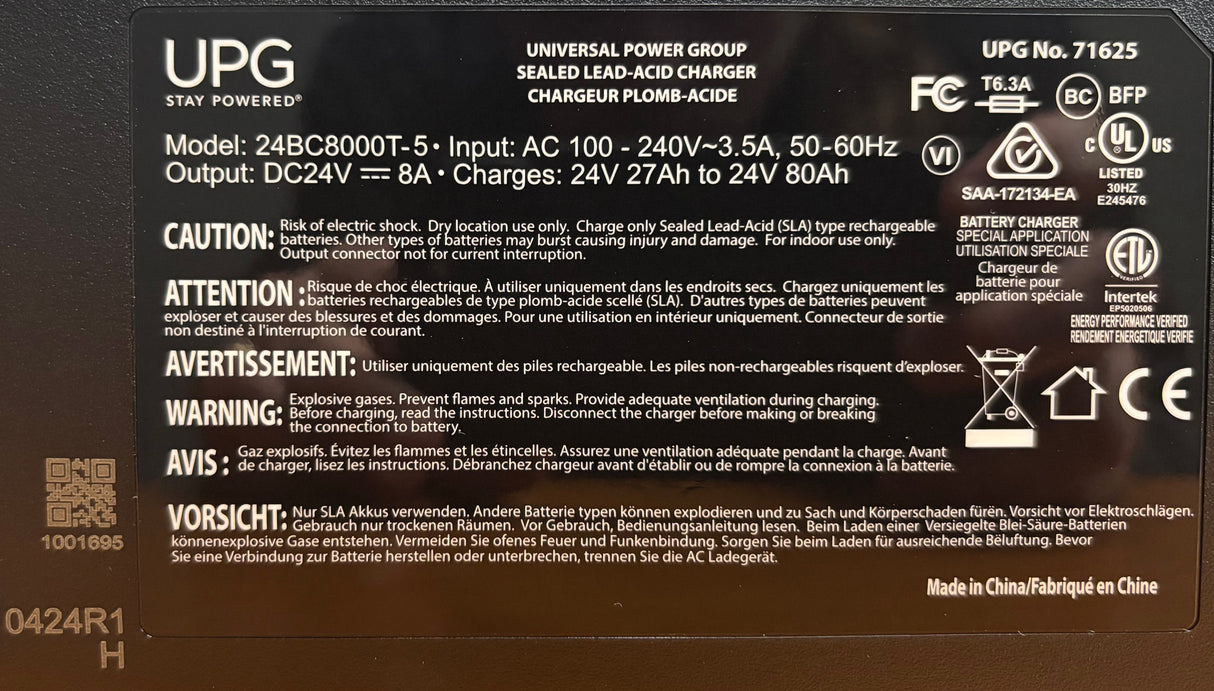 UPG
STAY POWERED®
UNIVERSAL POWER GROUP
SEALED LEAD-ACID CHARGER
CHARGEUR PLOMB-ACIDE
UPG No. 71625
FC
T6.3A
BC
BFP
Model: 24BC8000T-5 • Input: AC 100 - 240V~3.5A, 50-60Hz
Output: DC24V ⎓ 8A • Charges: 24V 27Ah to 24V 80Ah
VI
SAA-172134-EA
C UL US
®
LISTED
30HZ
E245476
CAUTION: Risk of electric shock. Dry location use only. Charge only Sealed Lead-Acid (SLA) type rechargeable
batteries. Other types of batteries may burst causing injury and damage. For indoor use only.
Output connector not for current interruption.
BATTERY CHARGER
SPECIAL APPLICATION
UTILISATION SPECIALE
Chargeur de
batterie pour
application spéciale
ETL
VERIFIED
Intertek
EPS020506
ENERGY PERFORMANCE VERIFIED
RENDEMENT ENERGETIQUE VERIFIE
ATTENTION : Risque de choc électrique. À utiliser uniquement dans les endroits secs. Chargez uniquement les
batteries rechargeables de type plomb-acide scellé (SLA). D'autres types de batteries peuvent
exploser et causer des blessures et des dommages. Pour une utilisation en intérieur uniquement. Connecteur de sortie
non destiné à l'interruption de courant.
AVERTISSEMENT: Utiliser uniquement des piles rechargeable. Les piles non-rechargeables risquent d'exploser.
WARNING: Explosive gases. Prevent flames and sparks. Provide adequate ventilation during charging.
Before charging, read the instructions. Disconnect the charger before making or breaking
the connection to battery.
CE
AVIS : Gaz explosifs. Évitez les flammes et les étincelles. Assurez une ventilation adéquate pendant la charge. Avant
de charger, lisez les instructions. Débranchez chargeur avant d'établir ou de rompre la connexion à la batterie.
VORSICHT: Nur SLA Akkus verwenden. Andere Batterie typen können explodieren und zu Sach und Körperschaden fürën. Vorsicht vor Elektroschlägen.
Gebrauch nur trockenen Räumen. Vor Gebrauch, Bedienungsanleitung lesen. Beim Laden einer Versiegelte Blei-Säure-Batterien
könnenexplosive Gase entstehen. Vermeiden Sie ofenes Feuer und Funkenbindung. Sorgen Sie beim Laden für ausreichende Bëluftung. Bevor
Sie eine Verbindung zur Batterie herstellen oder unterbrechen, trennen Sie die AC Ladegerät.
Made in China/Fabriqué en Chine
1001695
0424R1
H